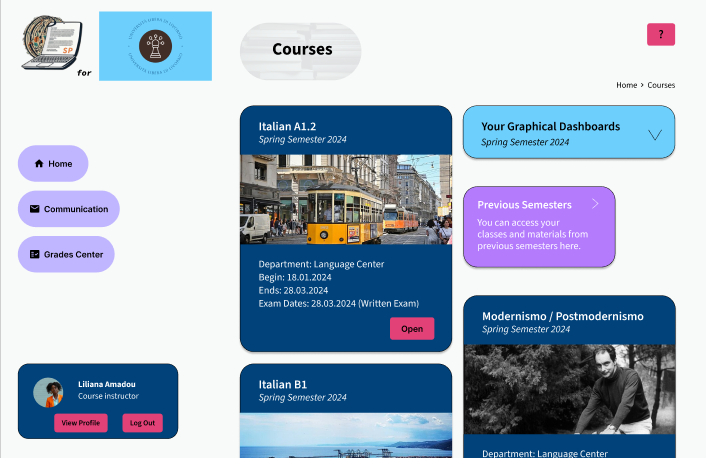 SP
for
Courses
?
Home > Courses
Home
Communication
Grades Center
Liliana Amadou
Course instructor
View Profile
Log Out
Italian A1.2
Spring Semester 2024
Department: Language Center
Begin: 18.01.2024
Ends: 28.03.2024
Exam Dates: 28.03.2024 (Written Exam)
Open
Italian B1
Spring Semester 2024
Your Graphical Dashboards
Spring Semester 2024
Previous Semesters
You can access your
classes and materials from
previous semesters here.
Modernismo / Postmodernismo
Spring Semester 2024
Department: Language Center